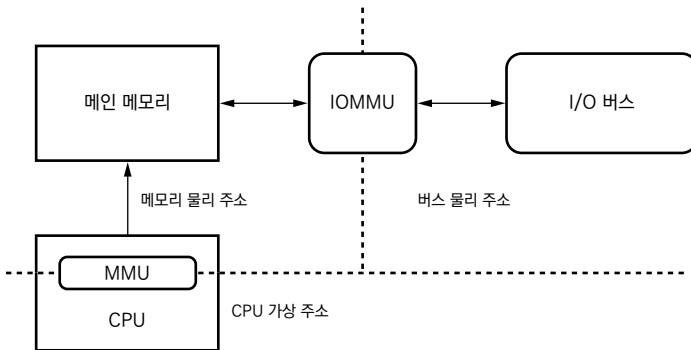 메인 메모리
IOMMU
I/O 버스
메모리 물리 주소
버스 물리 주소
MMU
CPU
CPU 가상 주소